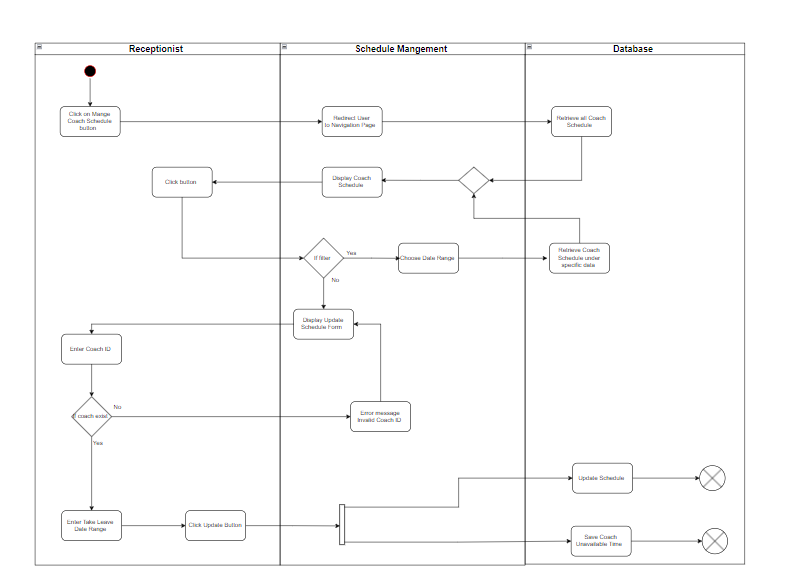 Receptionist
Schedule Mangement
Database
Click on Mange
Coach Schedule
button
Redirect User
to Navigation Page
Retrieve all Coach
Schedule
Click button
Display Coach
Schedule
If filter
Yes
Choose Date Range
Retrieve Coach
Schedule under
specific date
No
Display Update
Schedule Form
Enter Coach ID
If coach exist
No
Error message
Invalid Coach ID
Yes
Update Schedule
Enter Take Leave
Date Range
Click Update Button
Save Coach
Unavailable Time